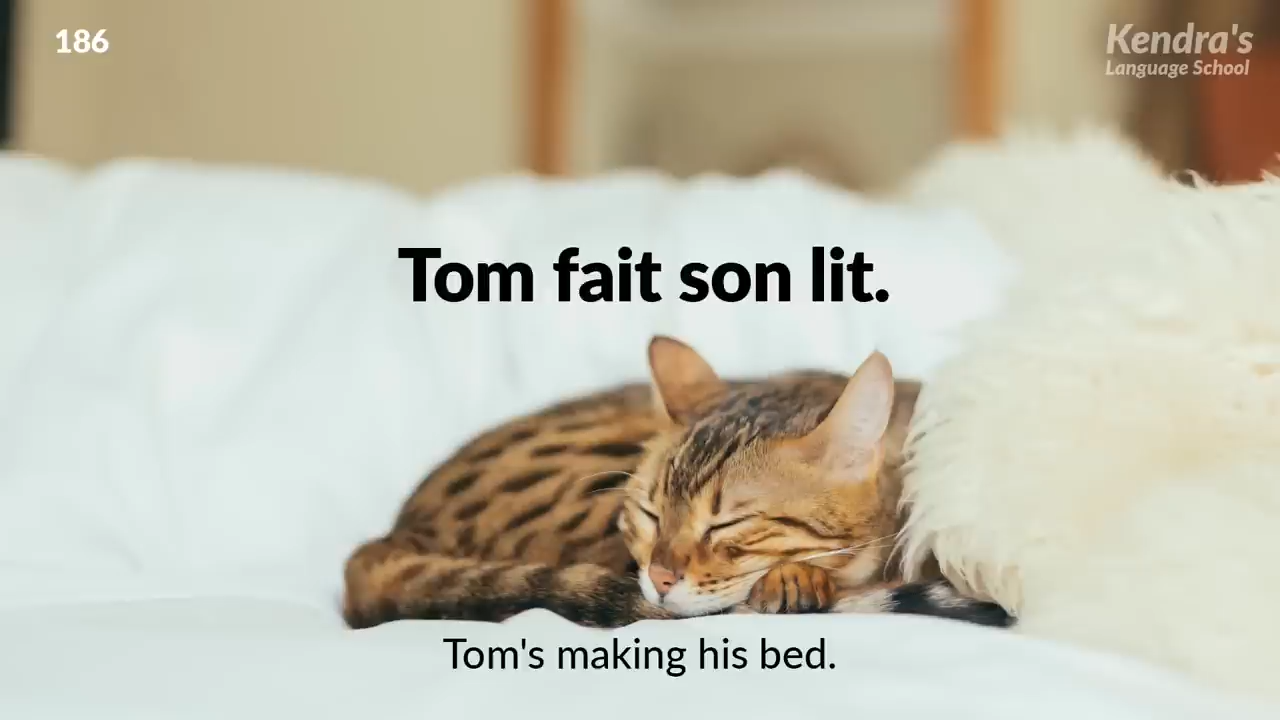 186
Kendra's
Language School
Tom fait son lit.
Tom's making his bed.